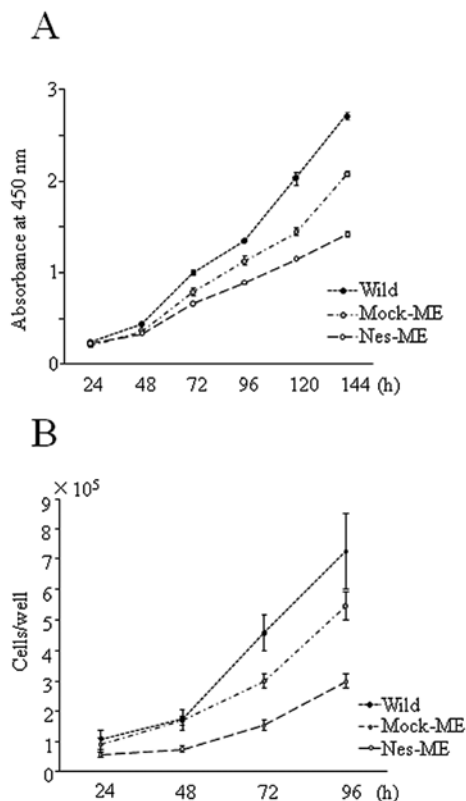 A
3
2
1
0
Absorbance at 450 nm
Wild
Mock-ME
Nes-ME
24 48 72 96 120 144 (h)
B
× 10⁵
9
8
7
6
5
4
3
2
1
0
Cells/well
Wild
Mock-ME
Nes-ME
24 48 72 96 (h)